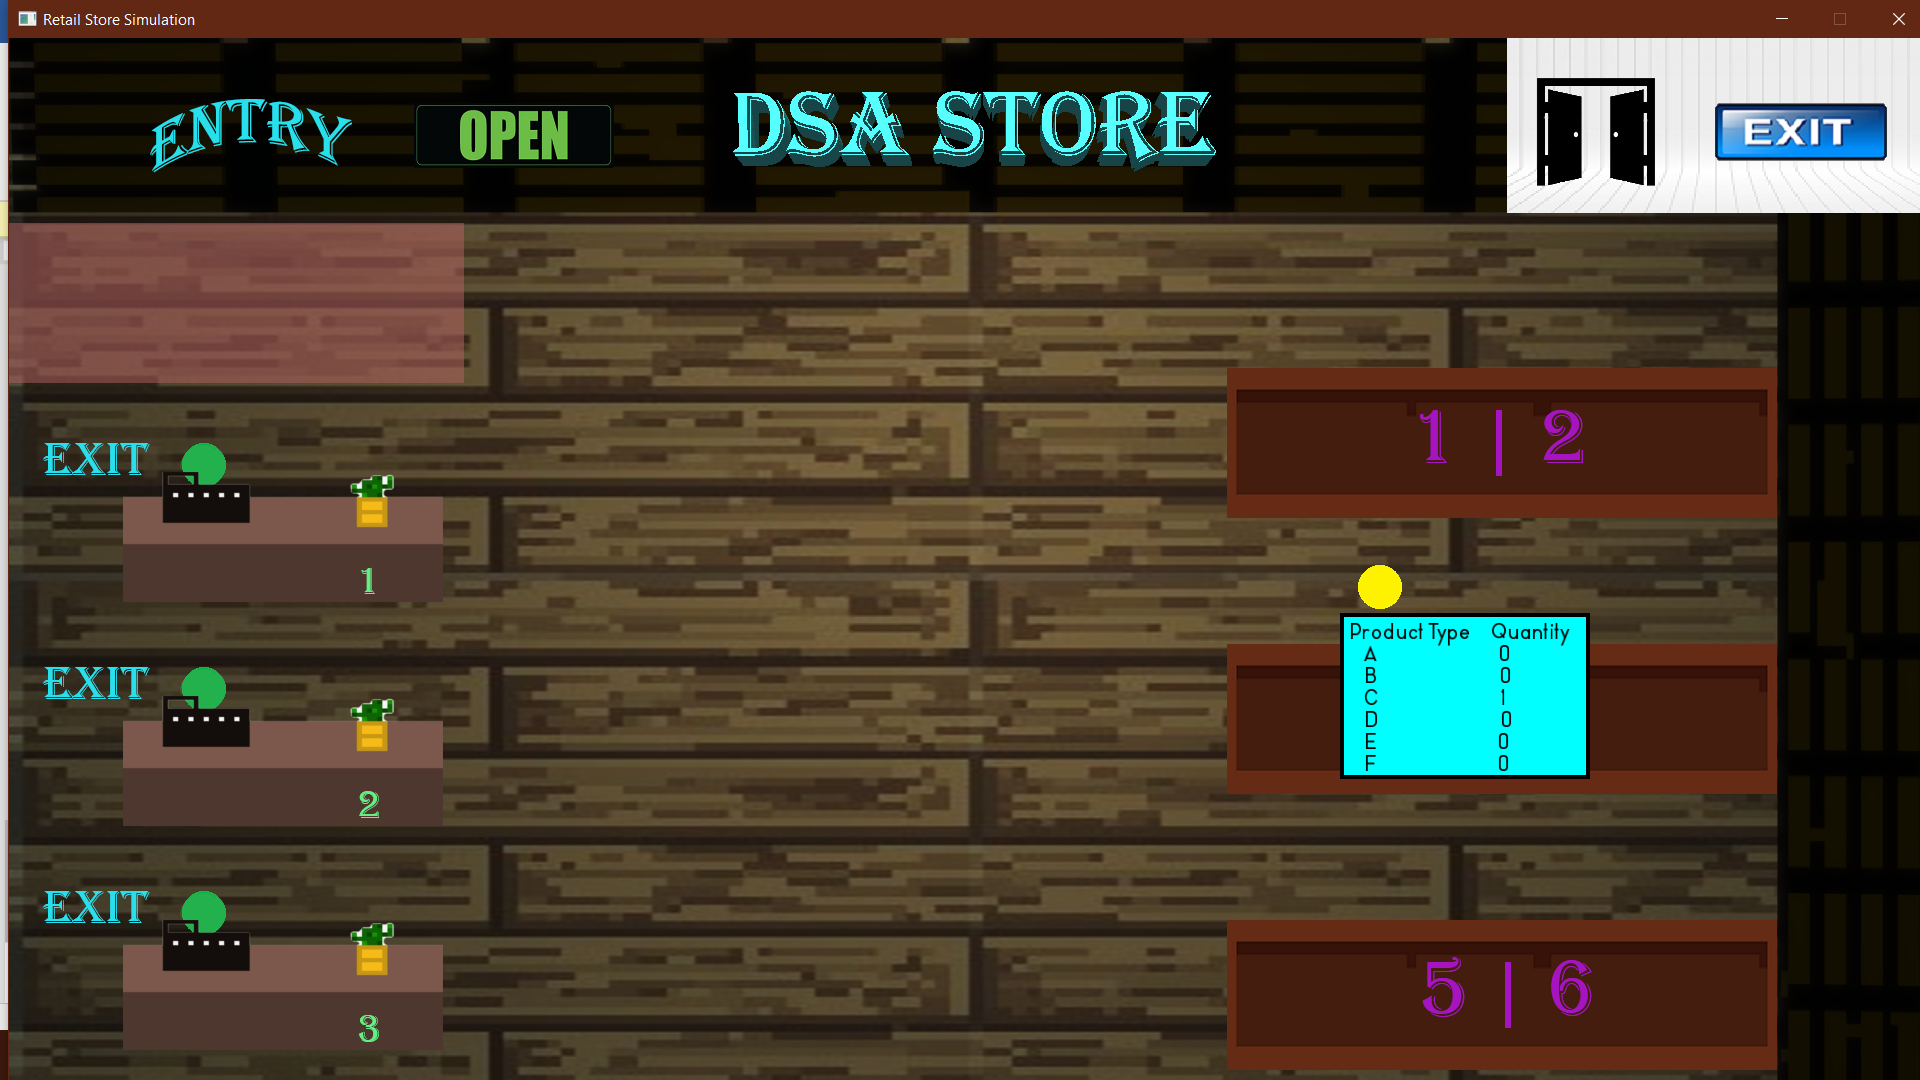 Retail Store Simulation
ENTRY
OPEN
DSA STORE
EXIT
EXIT
1 | 2
1
Product Type Quantity
A 0
B 0
C 1
D 0
E 0
F 0
EXIT
2
EXIT
5 | 6
3